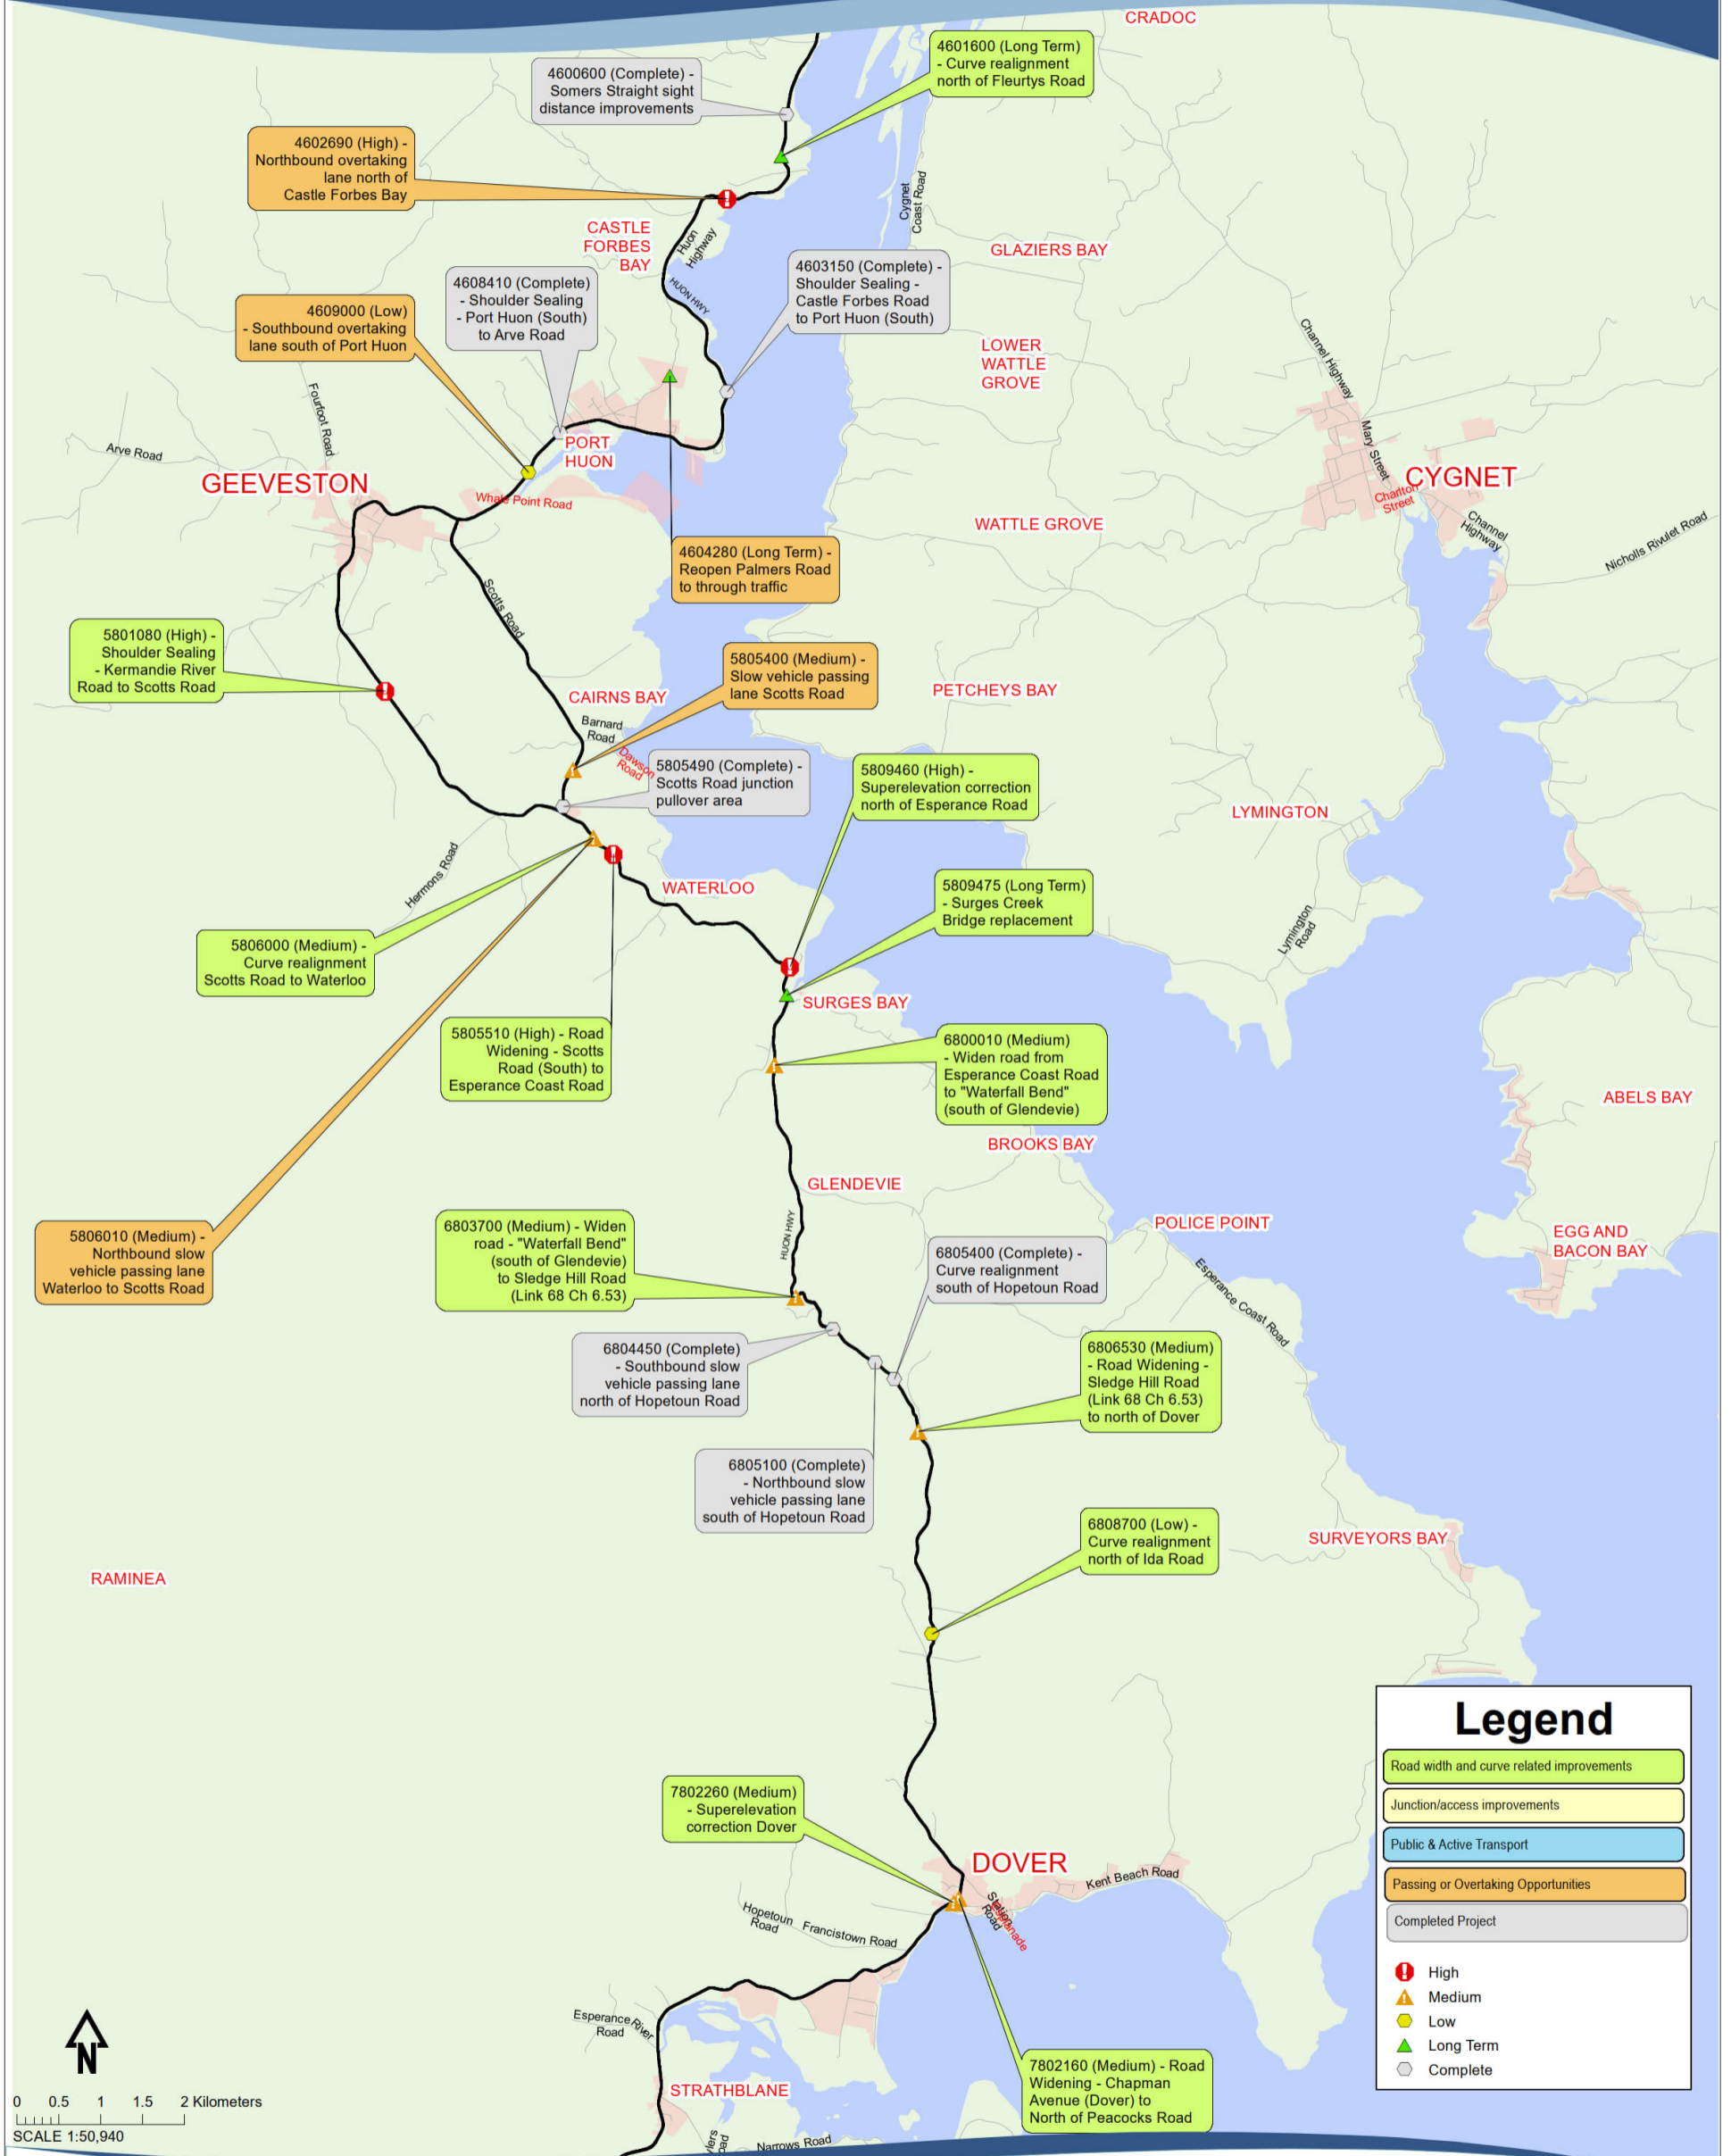 CRADOC
4601600 (Long Term)
- Curve realignment
north of Fleurtys Road
4600600 (Complete) -
Somers Straight sight
distance improvements
4602690 (High) -
Northbound overtaking
lane north of
Castle Forbes Bay
Cygnet
Coast Road
CASTLE
FORBES
BAY
Huon
Highway
GLAZIERS BAY
4603150 (Complete) -
Shoulder Sealing -
Castle Forbes Road
to Port Huon (South)
4608410 (Complete)
- Shoulder Sealing
- Port Huon (South)
to Arve Road
HUON HWY
4609000 (Low)
- Southbound overtaking
lane south of Port Huon
LOWER
WATTLE
GROVE
Channel Highway
Fourfoot Road
Arve Road
PORT
HUON
Mary Street
GEEVESTON
CYGNET
Whale Point Road
Charlton
Street
WATTLE GROVE
Channel
Highway
Nicholls Rivulet Road
4604280 (Long Term) -
Reopen Palmers Road
to through traffic
Scotts Road
5801080 (High) -
Shoulder Sealing
- Kermandie River
Road to Scotts Road
5805400 (Medium) -
Slow vehicle passing
lane Scotts Road
CAIRNS BAY
PETCHEYS BAY
Barnard
Road
Dawson
Road
5805490 (Complete) -
Scotts Road junction
pullover area
5809460 (High) -
Superelevation correction
north of Esperance Road
LYMINGTON
Hermons Road
WATERLOO
5809475 (Long Term)
- Surges Creek
Bridge replacement
Lymington
Road
5806000 (Medium) -
Curve realignment
Scotts Road to Waterloo
SURGES BAY
5805510 (High) - Road
Widening - Scotts
Road (South) to
Esperance Coast Road
6800010 (Medium)
- Widen road from
Esperance Coast Road
to "Waterfall Bend"
(south of Glendevie)
ABELS BAY
BROOKS BAY
GLENDEVIE
5806010 (Medium) -
Northbound slow
vehicle passing lane
Waterloo to Scotts Road
6803700 (Medium) - Widen
road - "Waterfall Bend"
(south of Glendevie)
to Sledge Hill Road
(Link 68 Ch 6.53)
HUON HWY
POLICE POINT
EGG AND
BACON BAY
6805400 (Complete) -
Curve realignment
south of Hopetoun Road
Esperance Coast Road
6804450 (Complete)
- Southbound slow
vehicle passing lane
north of Hopetoun Road
6806530 (Medium)
- Road Widening -
Sledge Hill Road
(Link 68 Ch 6.53)
to north of Dover
6805100 (Complete)
- Northbound slow
vehicle passing lane
south of Hopetoun Road
6808700 (Low) -
Curve realignment
north of Ida Road
SURVEYORS BAY
RAMINEA
Legend
Road width and curve related improvements
Junction/access improvements
Public & Active Transport
Passing or Overtaking Opportunities
Completed Project
High
Medium
Low
Long Term
Complete
7802260 (Medium)
- Superelevation
correction Dover
DOVER
Kent Beach Road
Station
Road
Hopetoun
Road
Francistown Road
Esperance River
Road
7802160 (Medium) - Road
Widening - Chapman
Avenue (Dover) to
North of Peacocks Road
STRATHBLANE
Narrows Road
N
0 0.5 1 1.5 2 Kilometers
SCALE 1:50,940